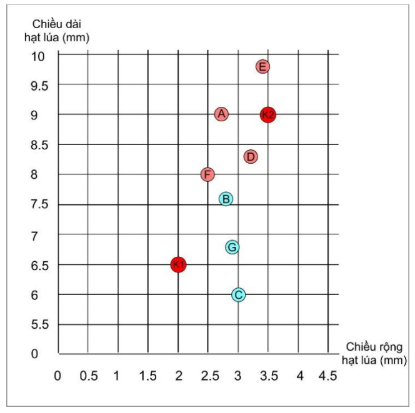 Chiều dài
hạt lúa (mm)
10
E
9.5
A
K2
9
8.5
D
F
8
B
7.5
7
G
K1
6.5
C
6
5.5
0
Chiều rộng
hạt lúa (mm)
0 0.5 1 1.5 2 2.5 3 3.5 4 4.5